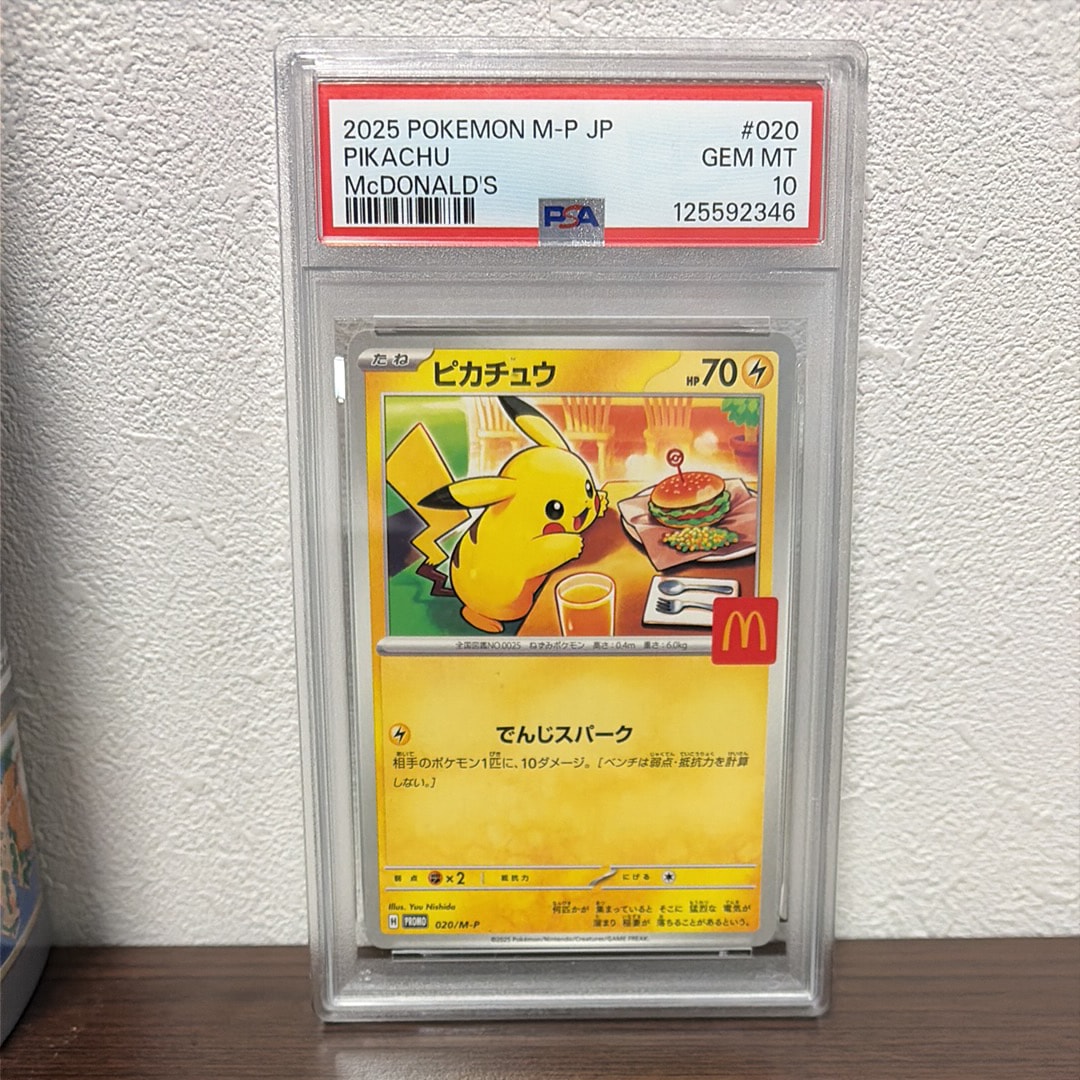 2025 POKEMON M-P JP #020
PIKACHU GEM MT
McDONALD'S 10
PSA 125592346
たね ピカチュウ HP70
M
全国図鑑NO.0025 ねずみポケモン 高さ:0.4m 重さ:6.0kg
でんじスパーク
相手のポケモン1匹に、10ダメージ。[ベンチは弱点・抵抗力を計算
しない。]
弱点 ×2 抵抗力 にげる
Illus. Yuu Nishida
何匹かが 集まっていると そこに 猛烈な 電気が
溜まり 稲妻が 落ちることがあるという。
H PROMO 020/M-P
©2025 Pokémon/Nintendo/Creatures/GAME FREAK.